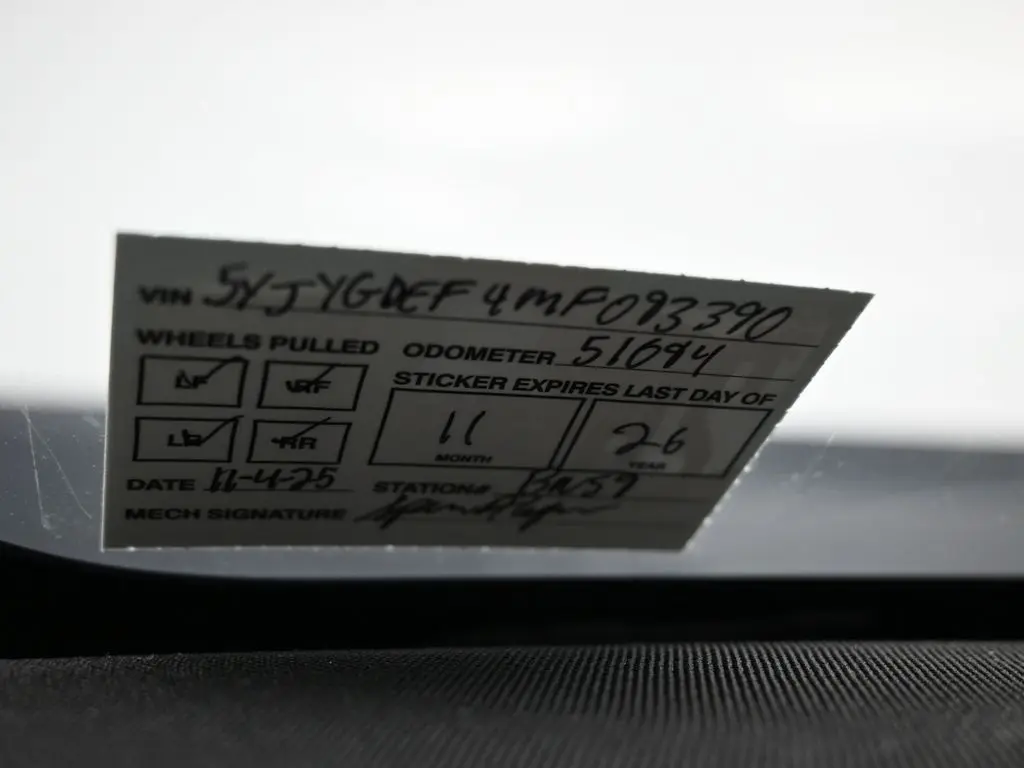 VIN 5YJYGDEF4MF093390
WHEELS PULLED
ODOMETER 51694
LF RF
STICKER EXPIRES LAST DAY OF
LR RR
11 26
MONTH YEAR
DATE 11-4-25 STATION#
MECH SIGNATURE